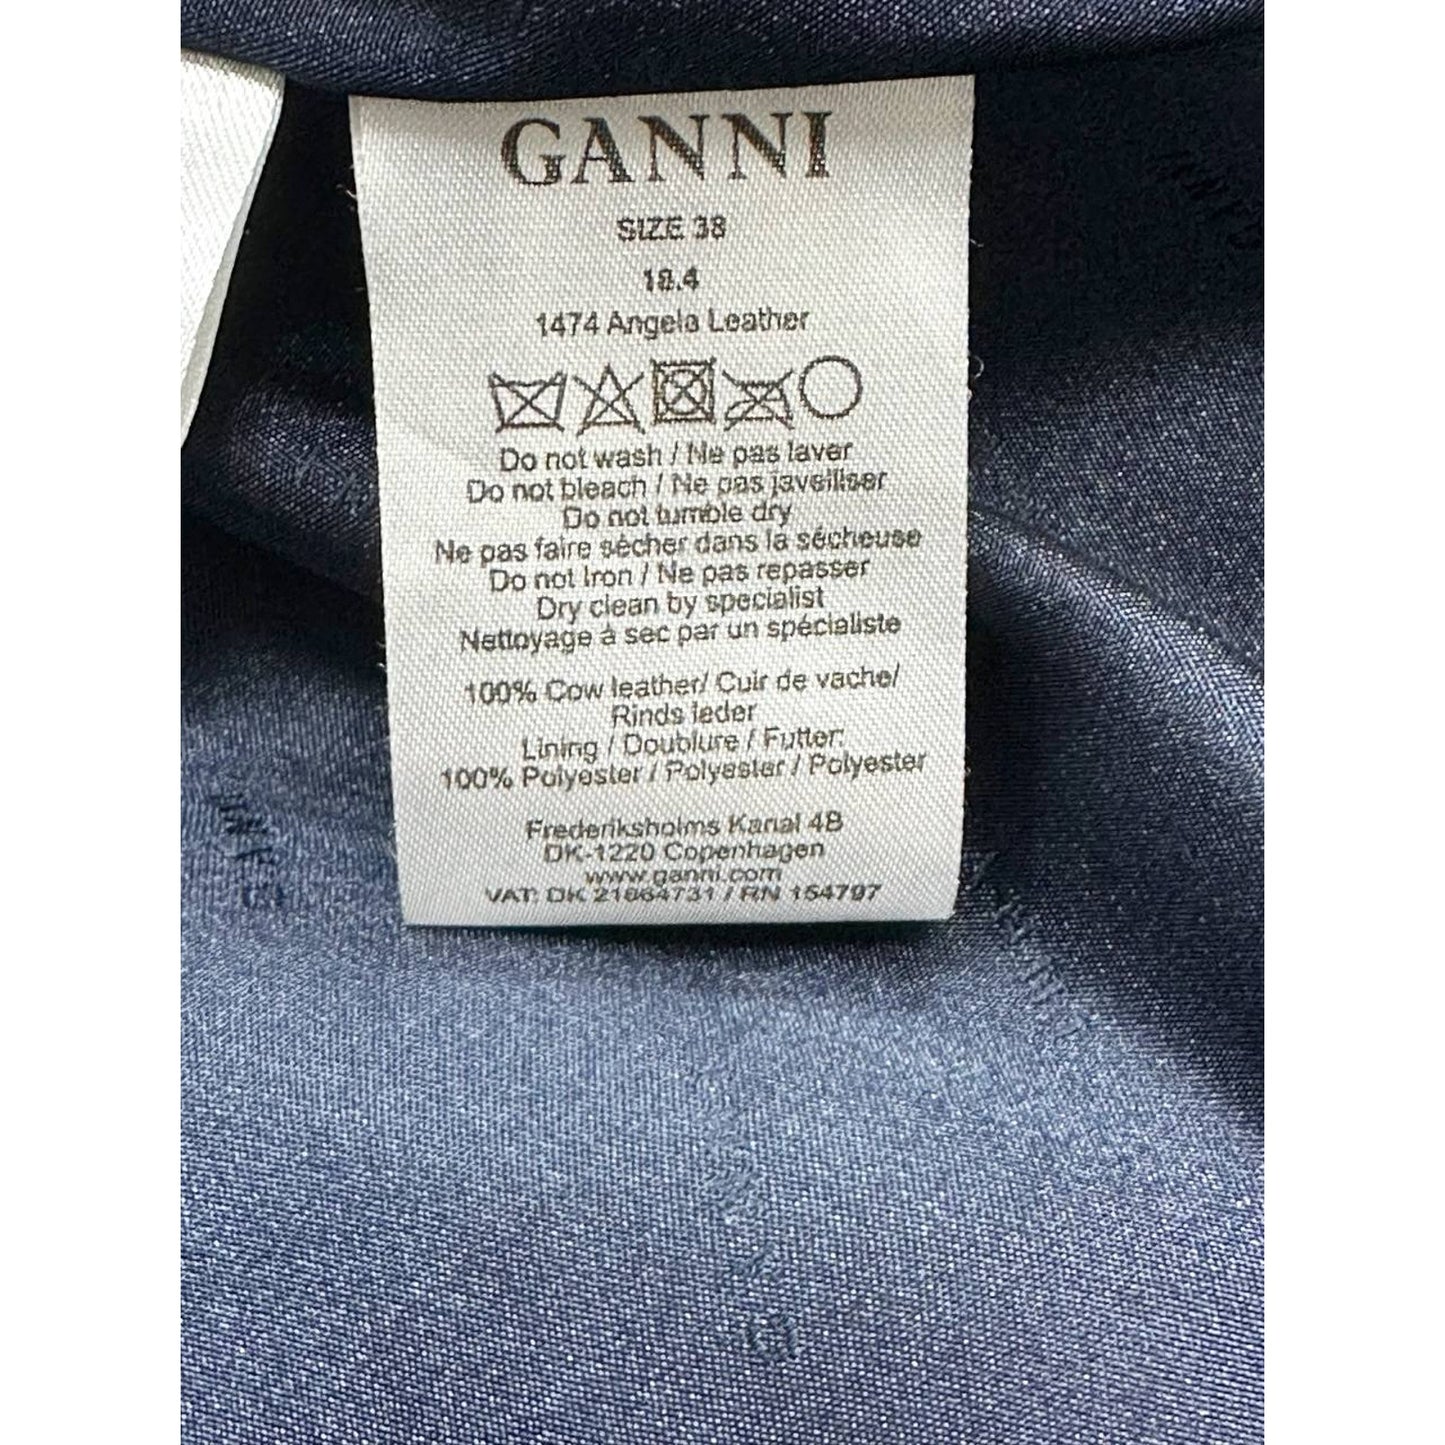 GANNI
SIZE 38
18.4
1474 Angela Leather
Do not wash / Ne pas laver
Do not bleach / Ne pas javeilliser
Do not tumble dry
Ne pas faire sécher dans la sécheuse
Do not Iron / Ne pas repasser
Dry clean by specialist
Nettoyage à sec par un spécialiste
100% Cow leather/ Cuir de vache/
Rinds leder
Lining / Doublure / Futter:
100% Polyester / Polyester / Polyester
Frederiksholms Kanal 4B
DK-1220 Copenhagen
www.ganni.com
VAT: DK 21664731 / RN 154797